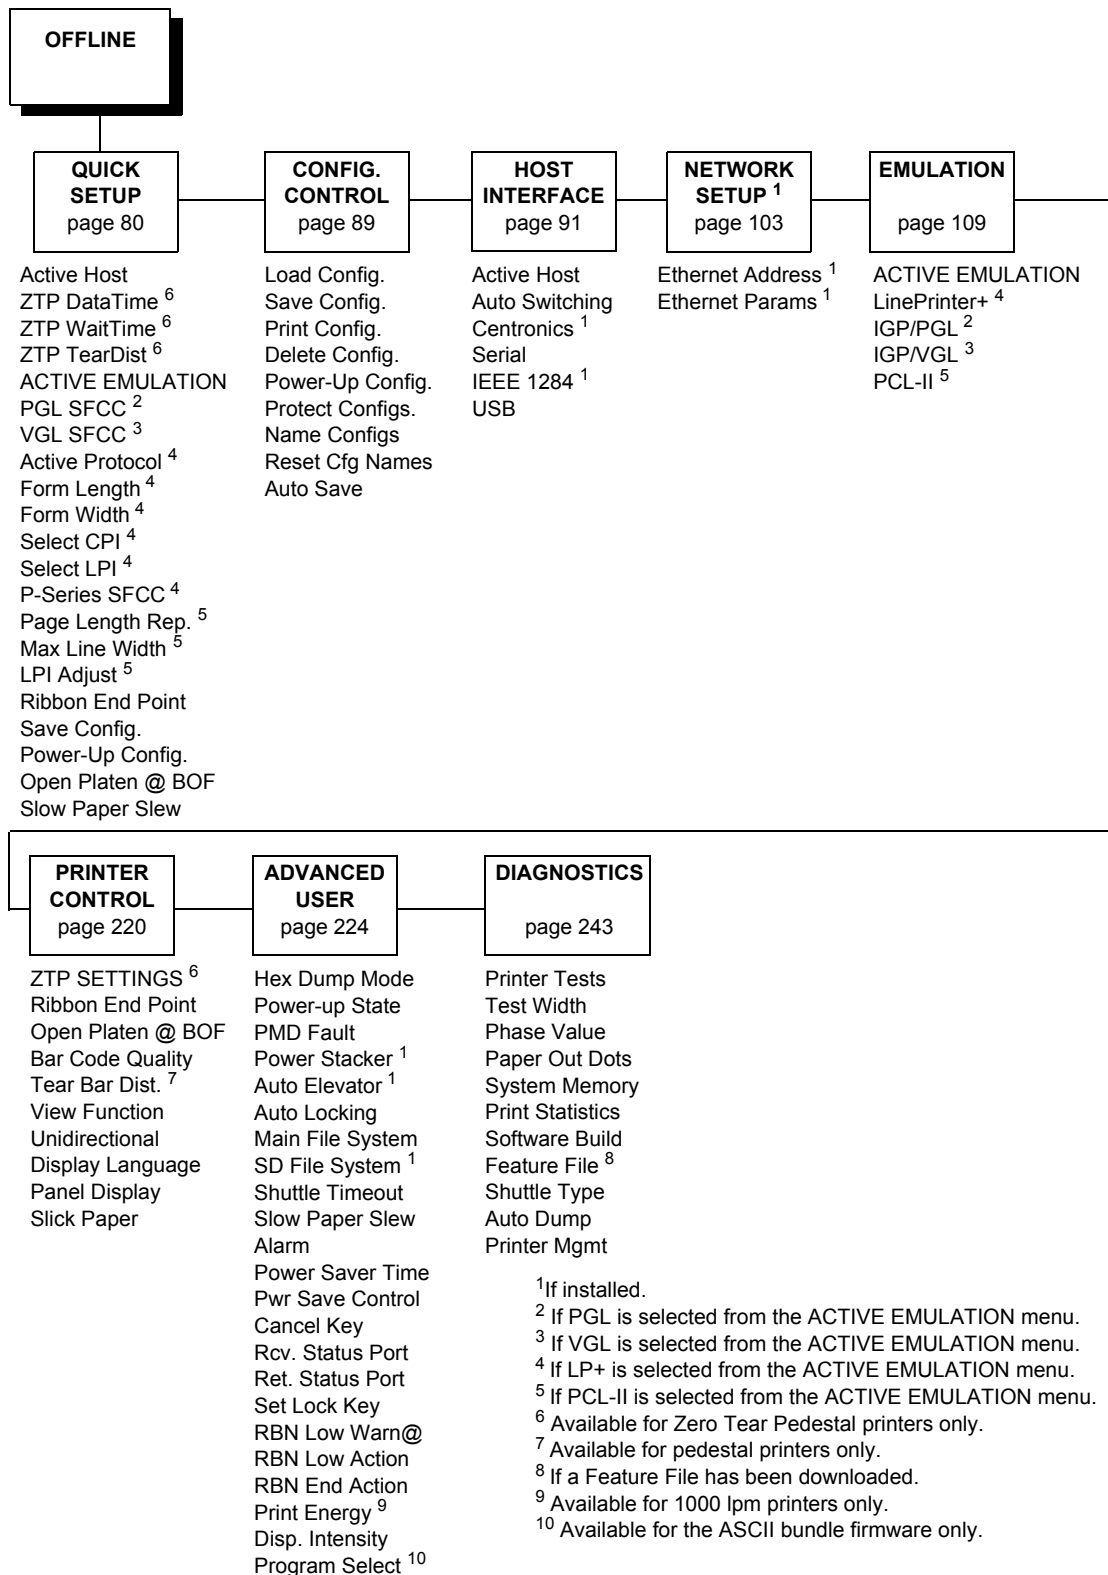 OFFLINE
QUICK
SETUP
page 80
CONFIG.
CONTROL
page 89
HOST
INTERFACE
page 91
NETWORK
SETUP 1
page 103
EMULATION
page 109
Active Host
ZTP DataTime 6
ZTP WaitTime 6
ZTP TearDist 6
ACTIVE EMULATION
PGL SFCC 2
VGL SFCC 3
Active Protocol 4
Form Length 4
Form Width 4
Select CPI 4
Select LPI 4
P-Series SFCC 4
Page Length Rep. 5
Max Line Width 5
LPI Adjust 5
Ribbon End Point
Save Config.
Power-Up Config.
Open Platen @ BOF
Slow Paper Slew
Load Config.
Save Config.
Print Config.
Delete Config.
Power-Up Config.
Protect Configs.
Name Configs
Reset Cfg Names
Auto Save
Active Host
Auto Switching
Centronics 1
Serial
IEEE 1284 1
USB
Ethernet Address 1
Ethernet Params 1
ACTIVE EMULATION
LinePrinter+ 4
IGP/PGL 2
IGP/VGL 3
PCL-II 5
PRINTER
CONTROL
page 220
ADVANCED
USER
page 224
DIAGNOSTICS
page 243
ZTP SETTINGS 6
Ribbon End Point
Open Platen @ BOF
Bar Code Quality
Tear Bar Dist. 7
View Function
Unidirectional
Display Language
Panel Display
Slick Paper
Hex Dump Mode
Power-up State
PMD Fault
Power Stacker 1
Auto Elevator 1
Auto Locking
Main File System
SD File System 1
Shuttle Timeout
Slow Paper Slew
Alarm
Power Saver Time
Pwr Save Control
Cancel Key
Rcv. Status Port
Ret. Status Port
Set Lock Key
RBN Low Warn@
RBN Low Action
RBN End Action
Print Energy 9
Disp. Intensity
Program Select 10
Printer Tests
Test Width
Phase Value
Paper Out Dots
System Memory
Print Statistics
Software Build
Feature File 8
Shuttle Type
Auto Dump
Printer Mgmt
1If installed.
2 If PGL is selected from the ACTIVE EMULATION menu.
3 If VGL is selected from the ACTIVE EMULATION menu.
4 If LP+ is selected from the ACTIVE EMULATION menu.
5 If PCL-II is selected from the ACTIVE EMULATION menu.
6 Available for Zero Tear Pedestal printers only.
7 Available for pedestal printers only.
8 If a Feature File has been downloaded.
9 Available for 1000 lpm printers only.
10 Available for the ASCII bundle firmware only.